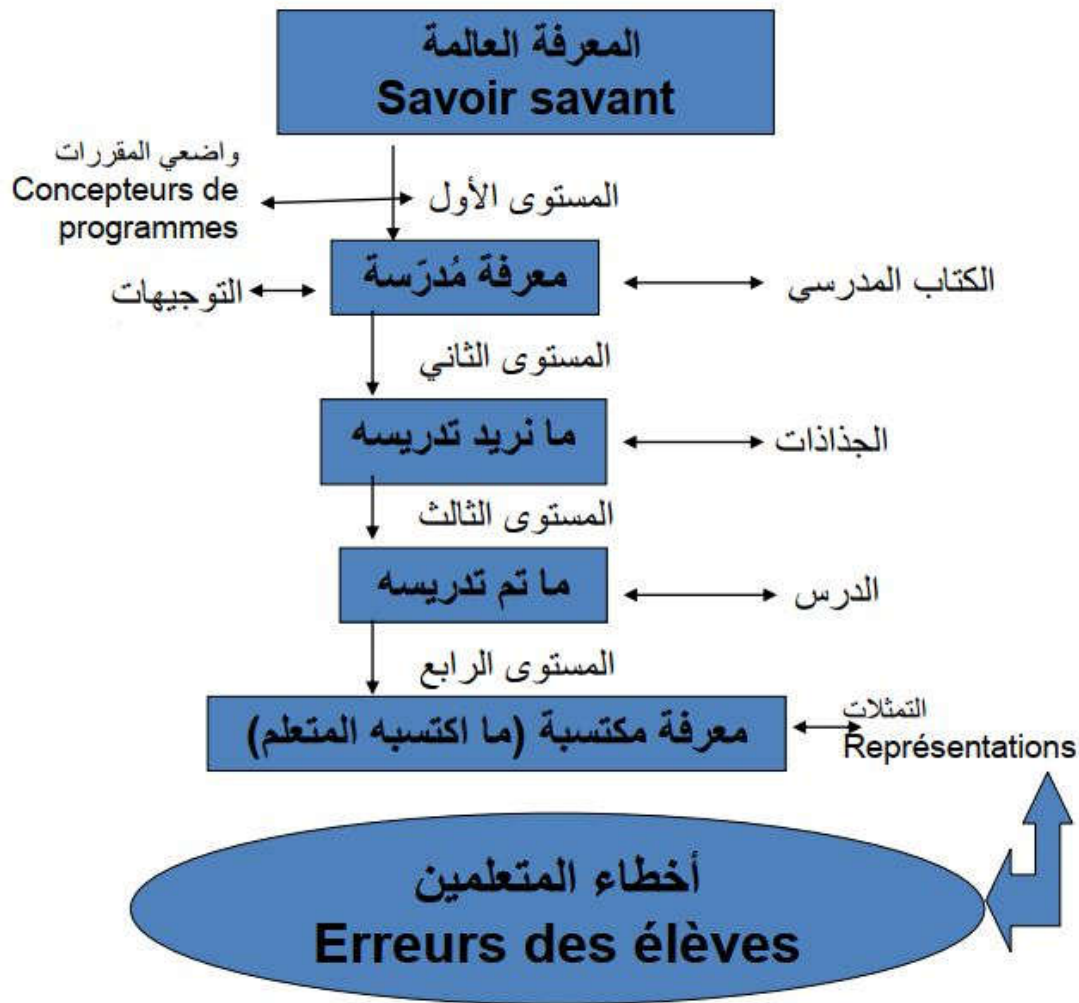 المعرفة العالمة
Savoir savant
واضعي المقررات
Concepteurs de
programmes
المستوى الأول
معرفة مُدرَسة
التوجيهات
الكتاب المدرسي
المستوى الثاني
ما نريد تدريسه
الجذاذات
المستوى الثالث
ما تم تدريسه
الدرس
المستوى الرابع
معرفة مكتسبة (ما اكتسبه المتعلم)
التمثلات
Représentations
أخطاء المتعلمين
Erreurs des élèves